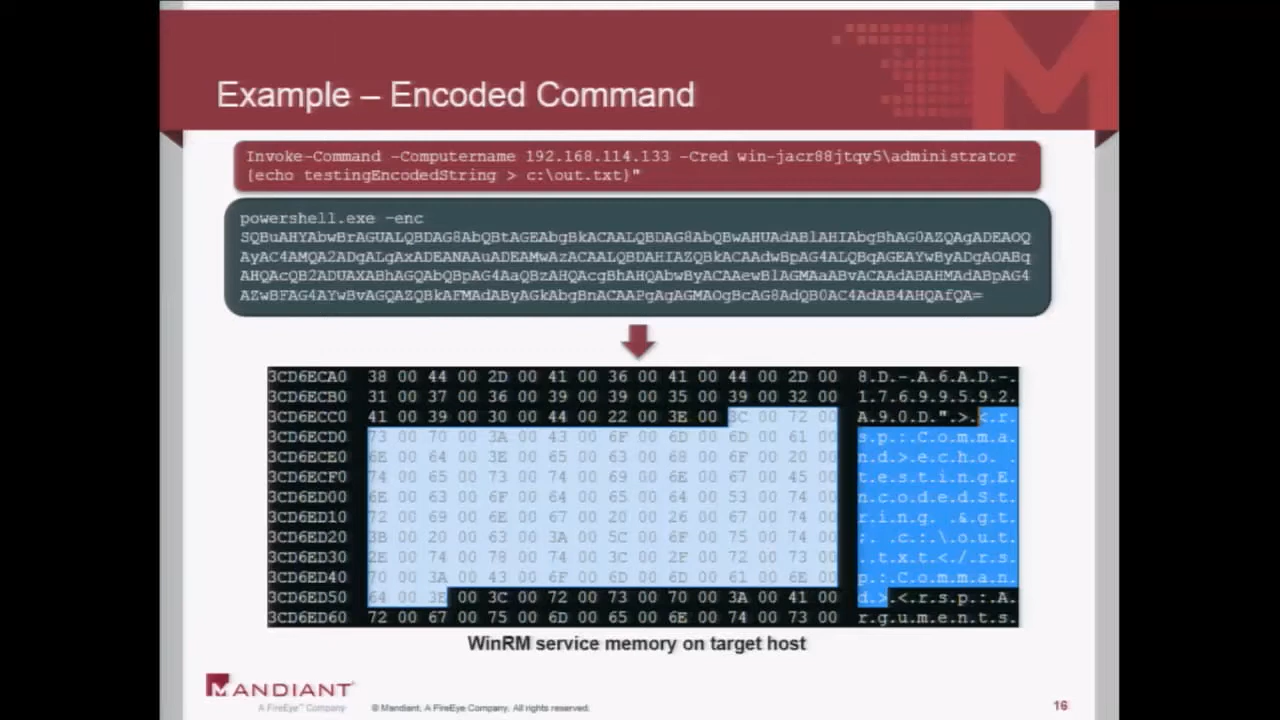 Example – Encoded Command
Invoke-Command -Computername 192.168.114.133 -Cred win-jacr88jtqv5\administrator
{echo testingEncodedString > c:\out.txt}"
powershell.exe -enc
SQBuAHYAbwBrAGUALQBDAG8AbQBtAGEAbgBkACAALQBDAG8AbQBwAHUAdABlAHIAbgBhAG0AZQAgADEAOQ
AyAC4AMQA2ADgALgAxADEANAAuADEAMwAzACAALQBDAHIAZQBkACAAdwBpAG4ALQBqAGEAYwByADgAOABq
AHQAcQB2ADUAXABhAGQAbQBpAG4AaQBzAHQAcgBhAHQAbwByACAAewBlAGMAaABvACAAdABlAHMAdABpAG4
AZwBFAG4AYwBvAGQAZQBkAFMAdAByAGkAbgBnACAAPgAgAGMAOgBcAG8AdQB0AC4AdAB4AHQAfQA=
3CD6ECA0 38 00 44 00 2D 00 41 00 36 00 41 00 44 00 2D 00 8.D.-.A.6.A.D.-.
3CD6ECB0 31 00 37 00 36 00 39 00 39 00 35 00 39 00 32 00 1.7.6.9.9.5.9.2.
3CD6ECC0 41 00 39 00 30 00 44 00 22 00 3E 00 3C 00 72 00 A.9.0.D.".>.<.r.
3CD6ECD0 73 00 70 00 3A 00 43 00 6F 00 6D 00 6D 00 61 00 s.p.:.C.o.m.m.a.
3CD6ECE0 6E 00 64 00 3E 00 65 00 63 00 68 00 6F 00 20 00 n.d.>.e.c.h.o. .
3CD6ECF0 74 00 65 00 73 00 74 00 69 00 6E 00 67 00 45 00 t.e.s.t.i.n.g.E.
3CD6ED00 6E 00 63 00 6F 00 64 00 65 00 64 00 53 00 74 00 n.c.o.d.e.d.S.t.
3CD6ED10 72 00 69 00 6E 00 67 00 20 00 26 00 67 00 74 00 r.i.n.g. .&.g.t.
3CD6ED20 3B 00 20 00 63 00 3A 00 5C 00 6F 00 75 00 74 00 ;. .c.:.\.o.u.t.
3CD6ED30 2E 00 74 00 78 00 74 00 3C 00 2F 00 72 00 73 00 ..t.x.t.<./.r.s.
3CD6ED40 70 00 3A 00 43 00 6F 00 6D 00 6D 00 61 00 6E 00 p.:.C.o.m.m.a.n.
3CD6ED50 64 00 3E 00 3C 00 72 00 73 00 70 00 3A 00 41 00 d.>.<.r.s.p.:.A.
3CD6ED60 72 00 67 00 75 00 6D 00 65 00 6E 00 74 00 73 00 r.g.u.m.e.n.t.s.
WinRM service memory on target host
MANDIANT
A FireEye™ Company
© Mandiant, A FireEye Company. All rights reserved.
16